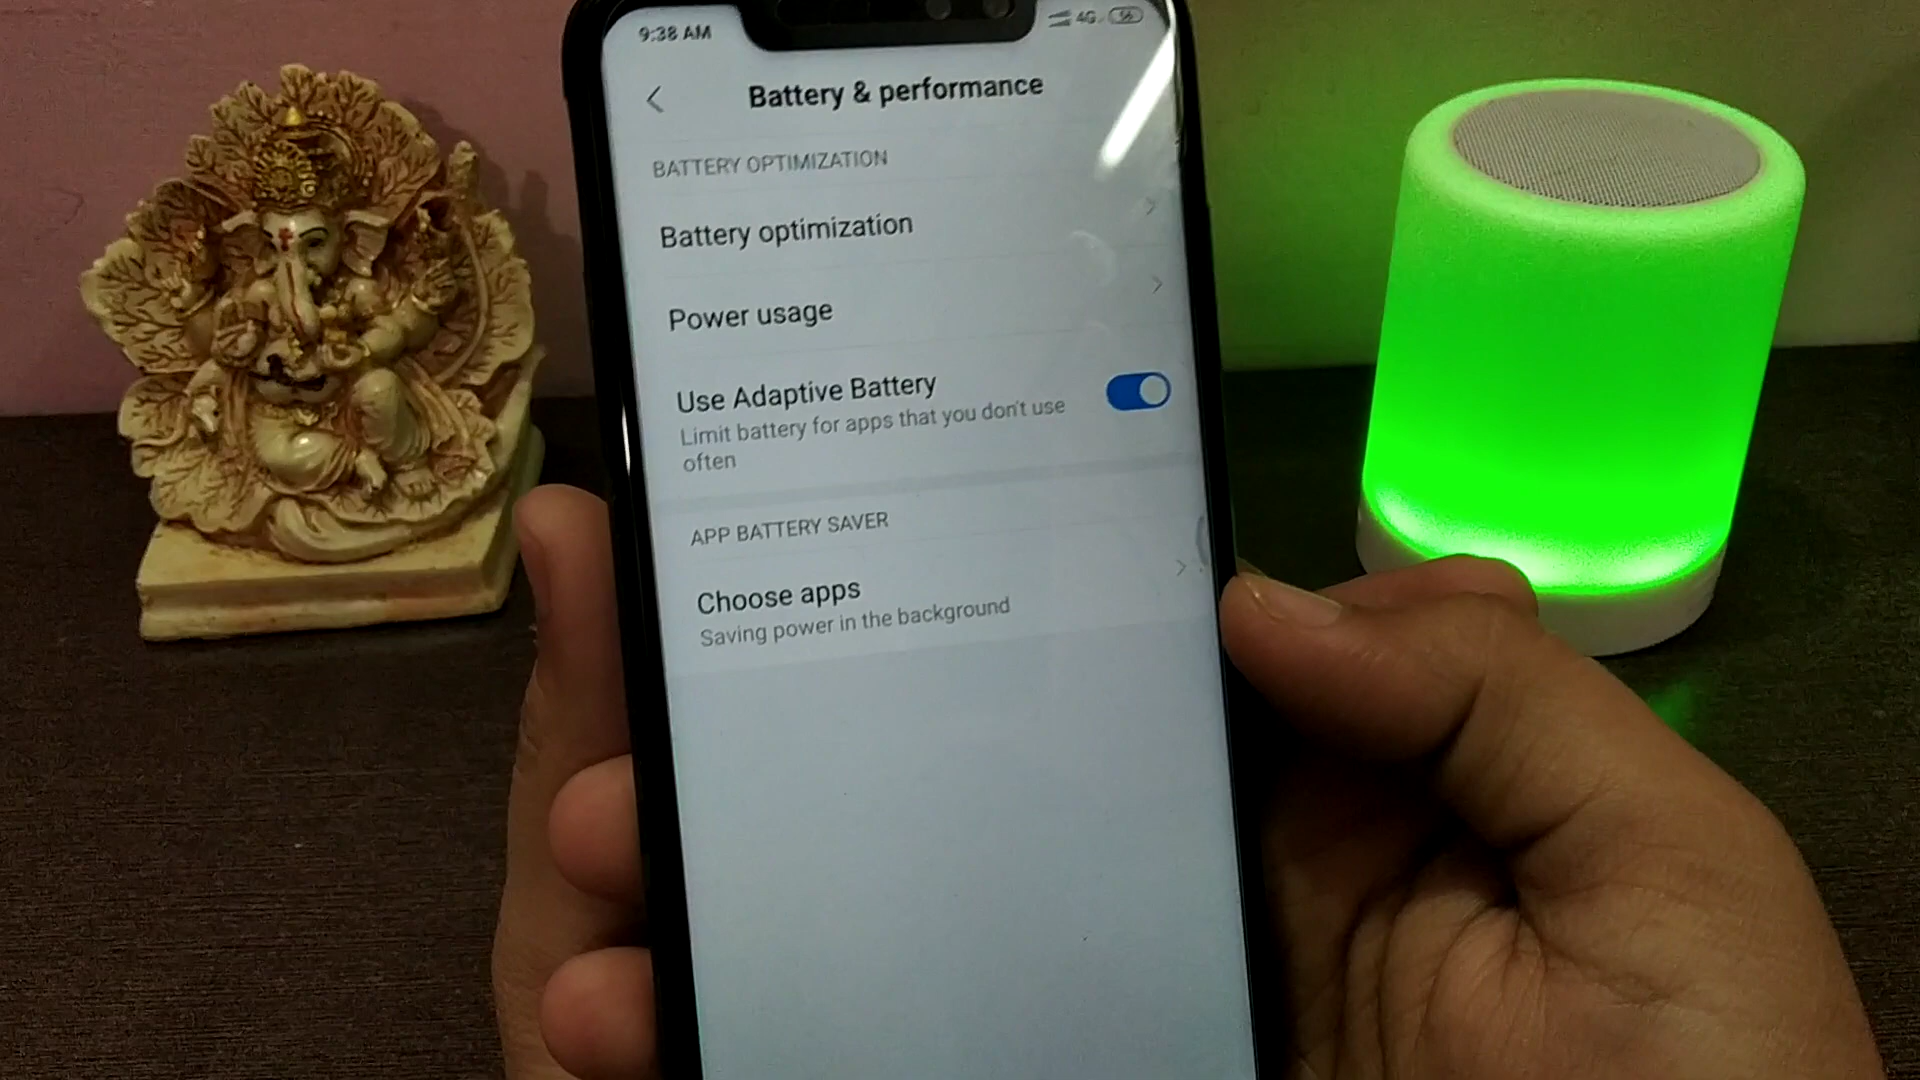 9:38 AM
4G
56
Battery & performance
BATTERY OPTIMIZATION
Battery optimization
Power usage
Use Adaptive Battery
Limit battery for apps that you don't use
often
APP BATTERY SAVER
Choose apps
Saving power in the background